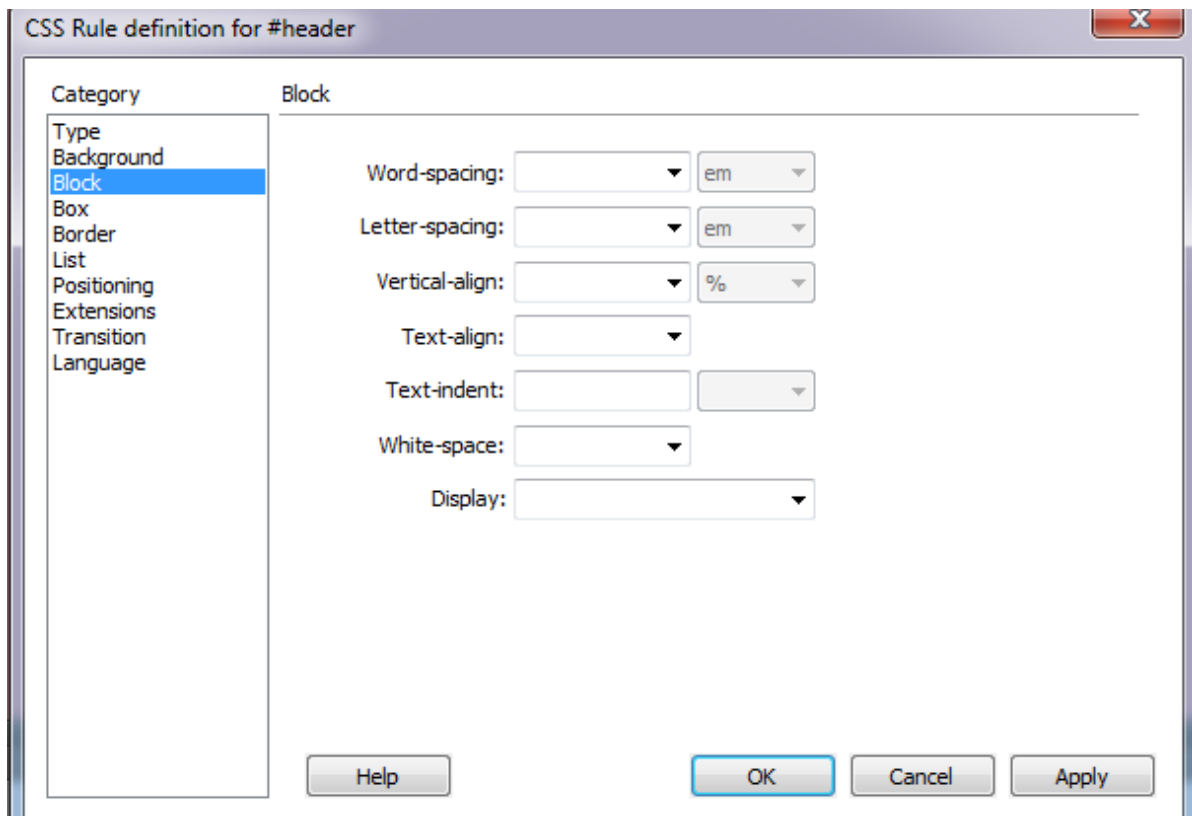 CSS Rule definition for #header
x
Category
Block
Type
Background
Block
Box
Border
List
Positioning
Extensions
Transition
Language
Word-spacing: em
Letter-spacing: em
Vertical-align: %
Text-align:
Text-indent:
White-space:
Display:
Help OK Cancel Apply